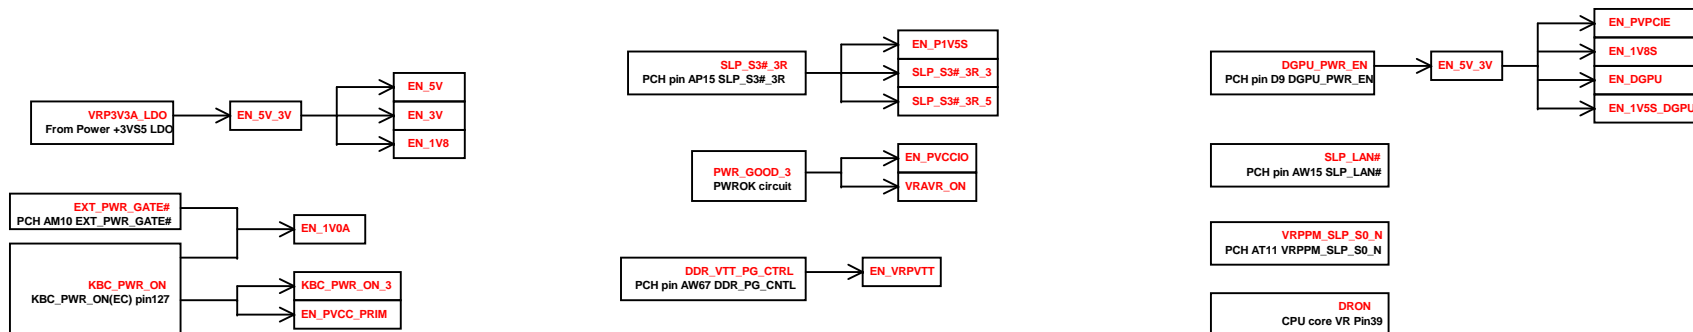 VRP3V3A_LDO
From Power +3VS5 LDO
EN_5V_3V
EN_5V
EN_3V
EN_1V8
EXT_PWR_GATE#
PCH AM10 EXT_PWR_GATE#
EN_1V0A
KBC_PWR_ON
KBC_PWR_ON(EC) pin127
KBC_PWR_ON_3
EN_PVCC_PRIM
SLP_S3#_3R
PCH pin AP15 SLP_S3#_3R
EN_P1V5S
SLP_S3#_3R_3
SLP_S3#_3R_5
PWR_GOOD_3
PWROK circuit
EN_PVCCIO
VRAVR_ON
DDR_VTT_PG_CTRL
PCH pin AW67 DDR_PG_CNTL
EN_VRPVTT
DGPU_PWR_EN
PCH pin D9 DGPU_PWR_EN
EN_5V_3V
EN_PVPCIE
EN_1V8S
EN_DGPU
EN_1V5S_DGPU
SLP_LAN#
PCH pin AW15 SLP_LAN#
VRPPM_SLP_S0_N
PCH AT11 VRPPM_SLP_S0_N
DRON
CPU core VR Pin39